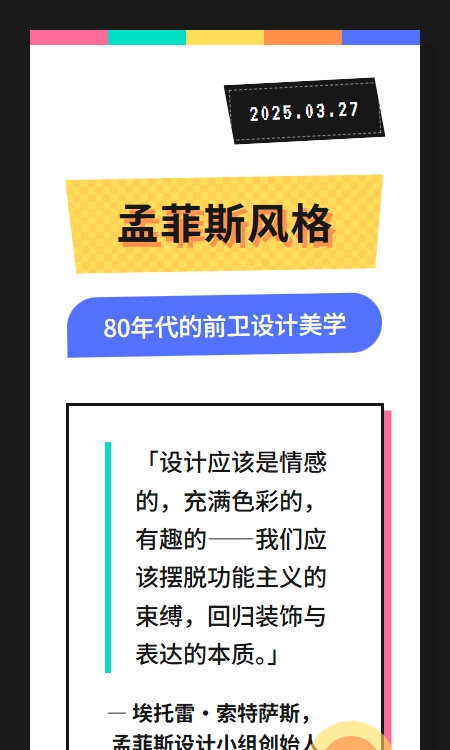 2025.03.27
孟菲斯风格
80年代的前卫设计美学
「设计应该是情感
的，充满色彩的，
有趣的——我们应
该摆脱功能主义的
束缚，回归装饰与
表达的本质。」
— 埃托雷·索特萨斯，
孟菲斯设计小组创始人